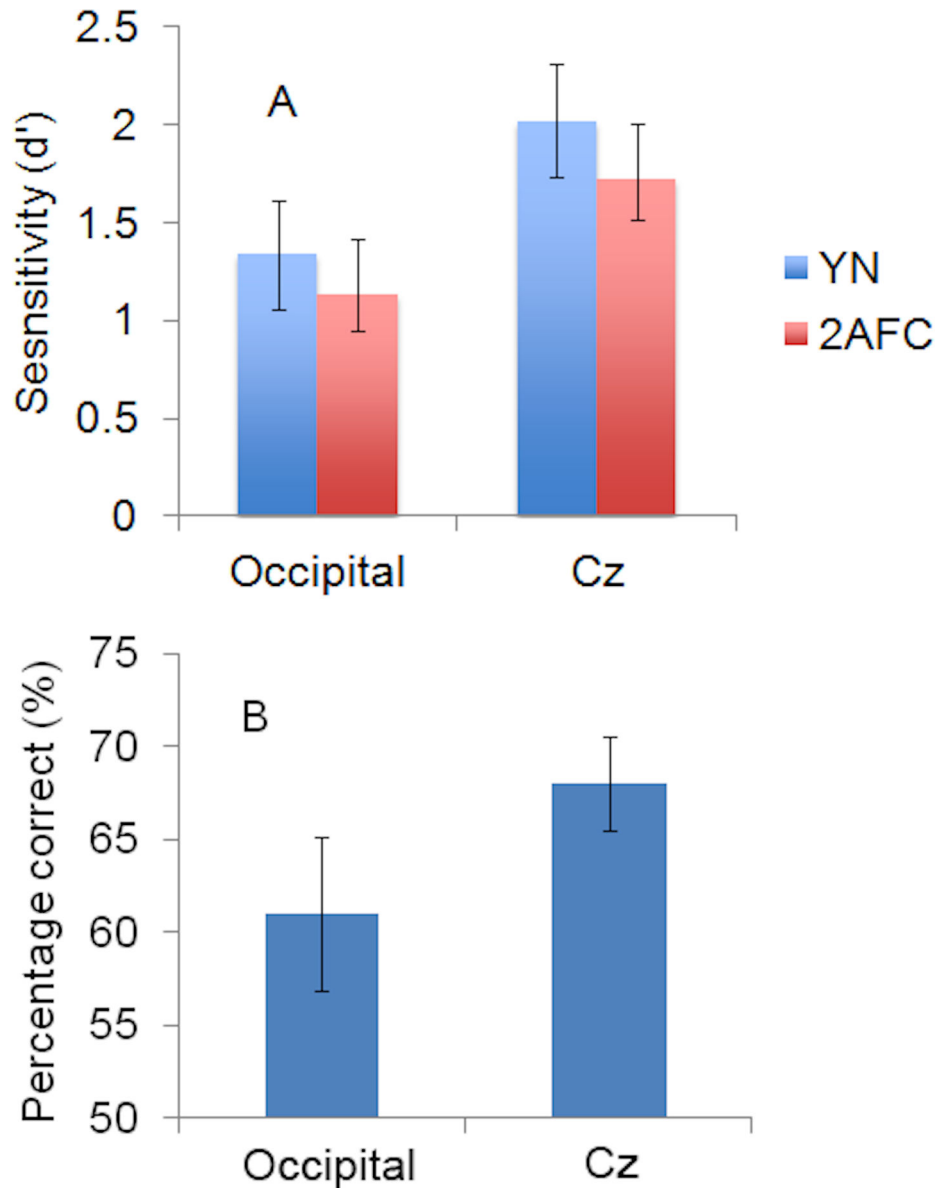 2.5
A
2
1.5
1
0.5
0
Sesnsitivity (d')
YN
2AFC
Occipital Cz
75
B
70
65
60
55
50
Percentage correct (%)
Occipital Cz